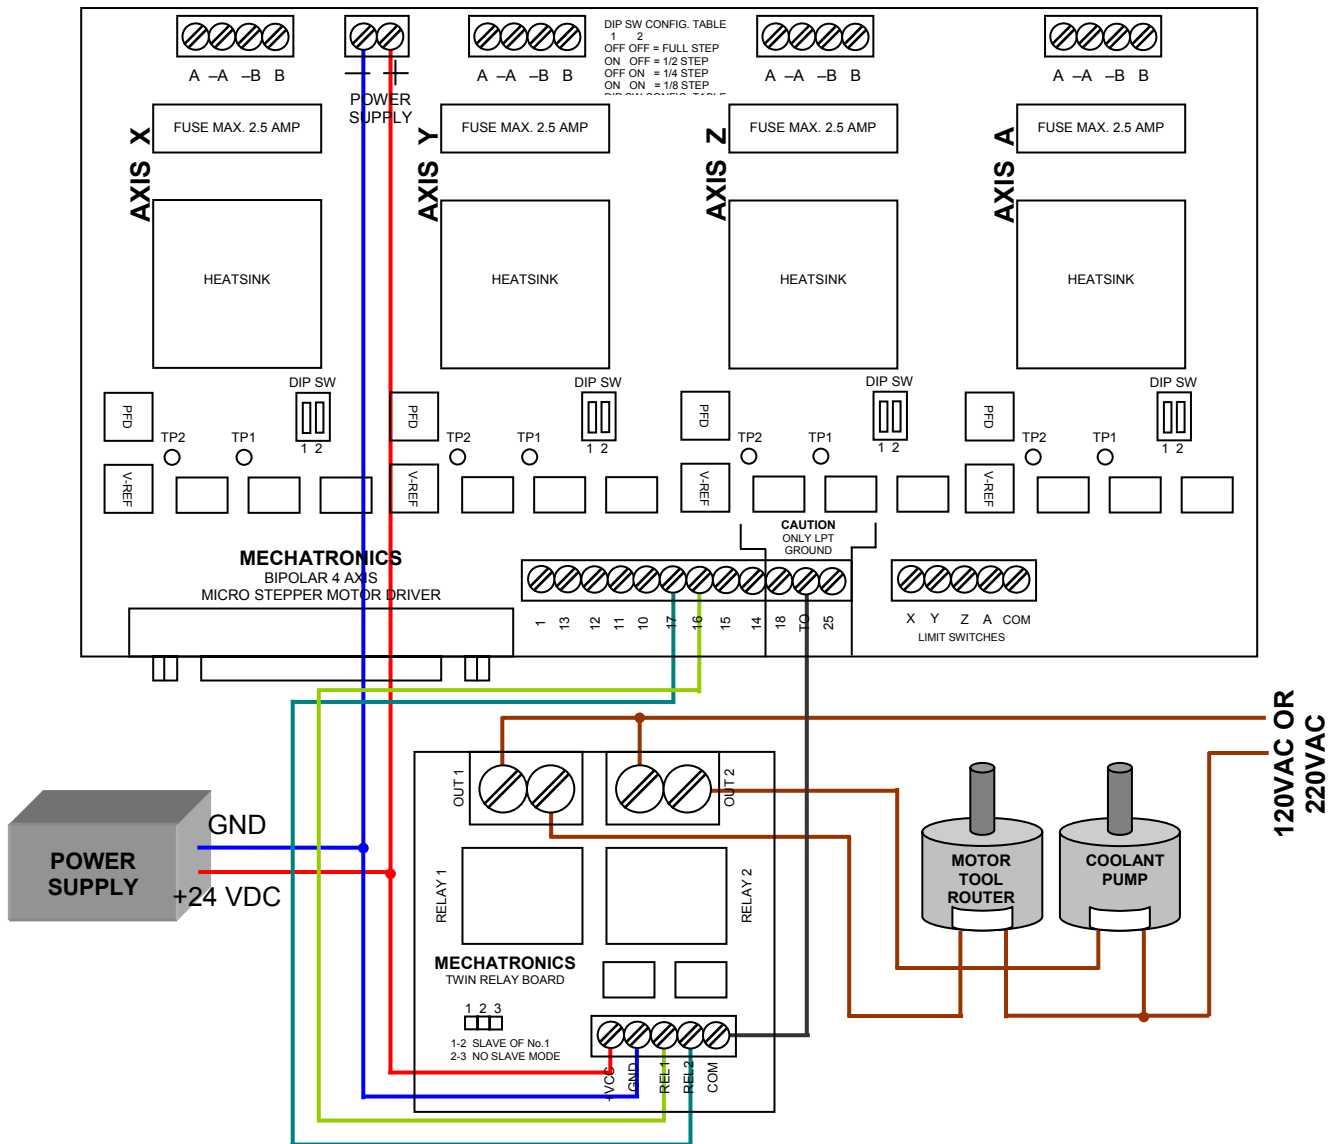 DIP SW CONFIG. TABLE
1 2
OFF OFF = FULL STEP
ON OFF = 1/2 STEP
OFF ON = 1/4 STEP
ON ON = 1/8 STEP
DIP SW CONFIG. TABLE
A –A –B B
– +
POWER
SUPPLY
A –A –B B
A –A –B B
A –A –B B
AXIS X
FUSE MAX. 2.5 AMP
AXIS Y
FUSE MAX. 2.5 AMP
AXIS Z
FUSE MAX. 2.5 AMP
AXIS A
FUSE MAX. 2.5 AMP
HEATSINK
HEATSINK
HEATSINK
HEATSINK
DIP SW
1 2
PFD
TP2
TP1
V-REF
DIP SW
1 2
PFD
TP2
TP1
V-REF
DIP SW
1 2
PFD
TP2
TP1
V-REF
DIP SW
1 2
PFD
TP2
TP1
V-REF
CAUTION
ONLY LPT
GROUND
MECHATRONICS
BIPOLAR 4 AXIS
MICRO STEPPER MOTOR DRIVER
1 13 12 11 10 17 16 15 14 18 TO 25
X Y Z A COM
LIMIT SWITCHES
120VAC OR
220VAC
OUT 1
OUT 2
GND
POWER
SUPPLY
+24 VDC
RELAY 1
RELAY 2
MOTOR
TOOL
ROUTER
COOLANT
PUMP
MECHATRONICS
TWIN RELAY BOARD
1 2 3
1-2 SLAVE OF No.1
2-3 NO SLAVE MODE
+VCC
GND
REL 1
REL 2
COM